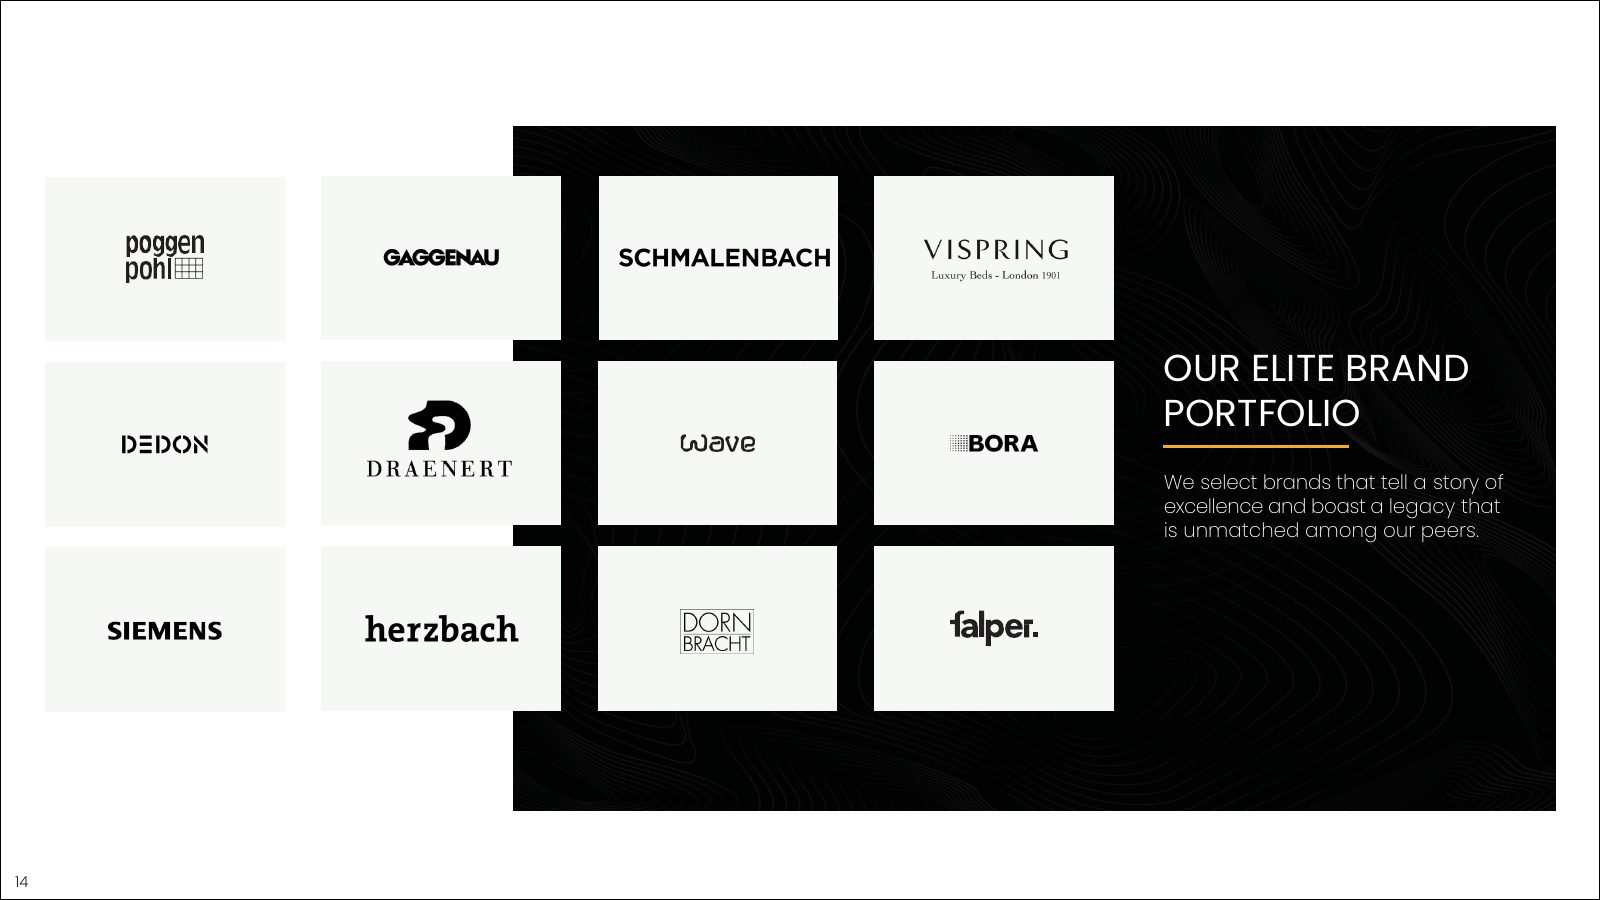 poggen
pohl
GAGGENAU
SCHMALENBACH
VISPRING
Luxury Beds - London 1901
DEDON
DRAENERT
wave
BORA
SIEMENS
herzbach
DORN
BRACHT
falper.
OUR ELITE BRAND
PORTFOLIO
We select brands that tell a story of
excellence and boast a legacy that
is unmatched among our peers.
14